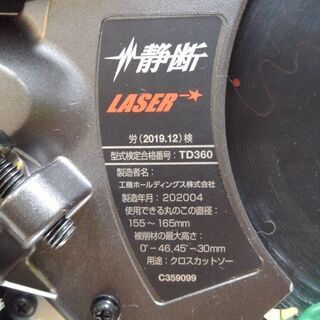 静断
LASER
労(2019.12)検
型式検定合格番号：TD360
製造者名：
工機ホールディングス株式会社
製造年月：202004
使用できる丸のこの直径：
155～165mm
被削材の最大高さ：
0°-46,45°-30mm
用途：クロスカットソー
C359099